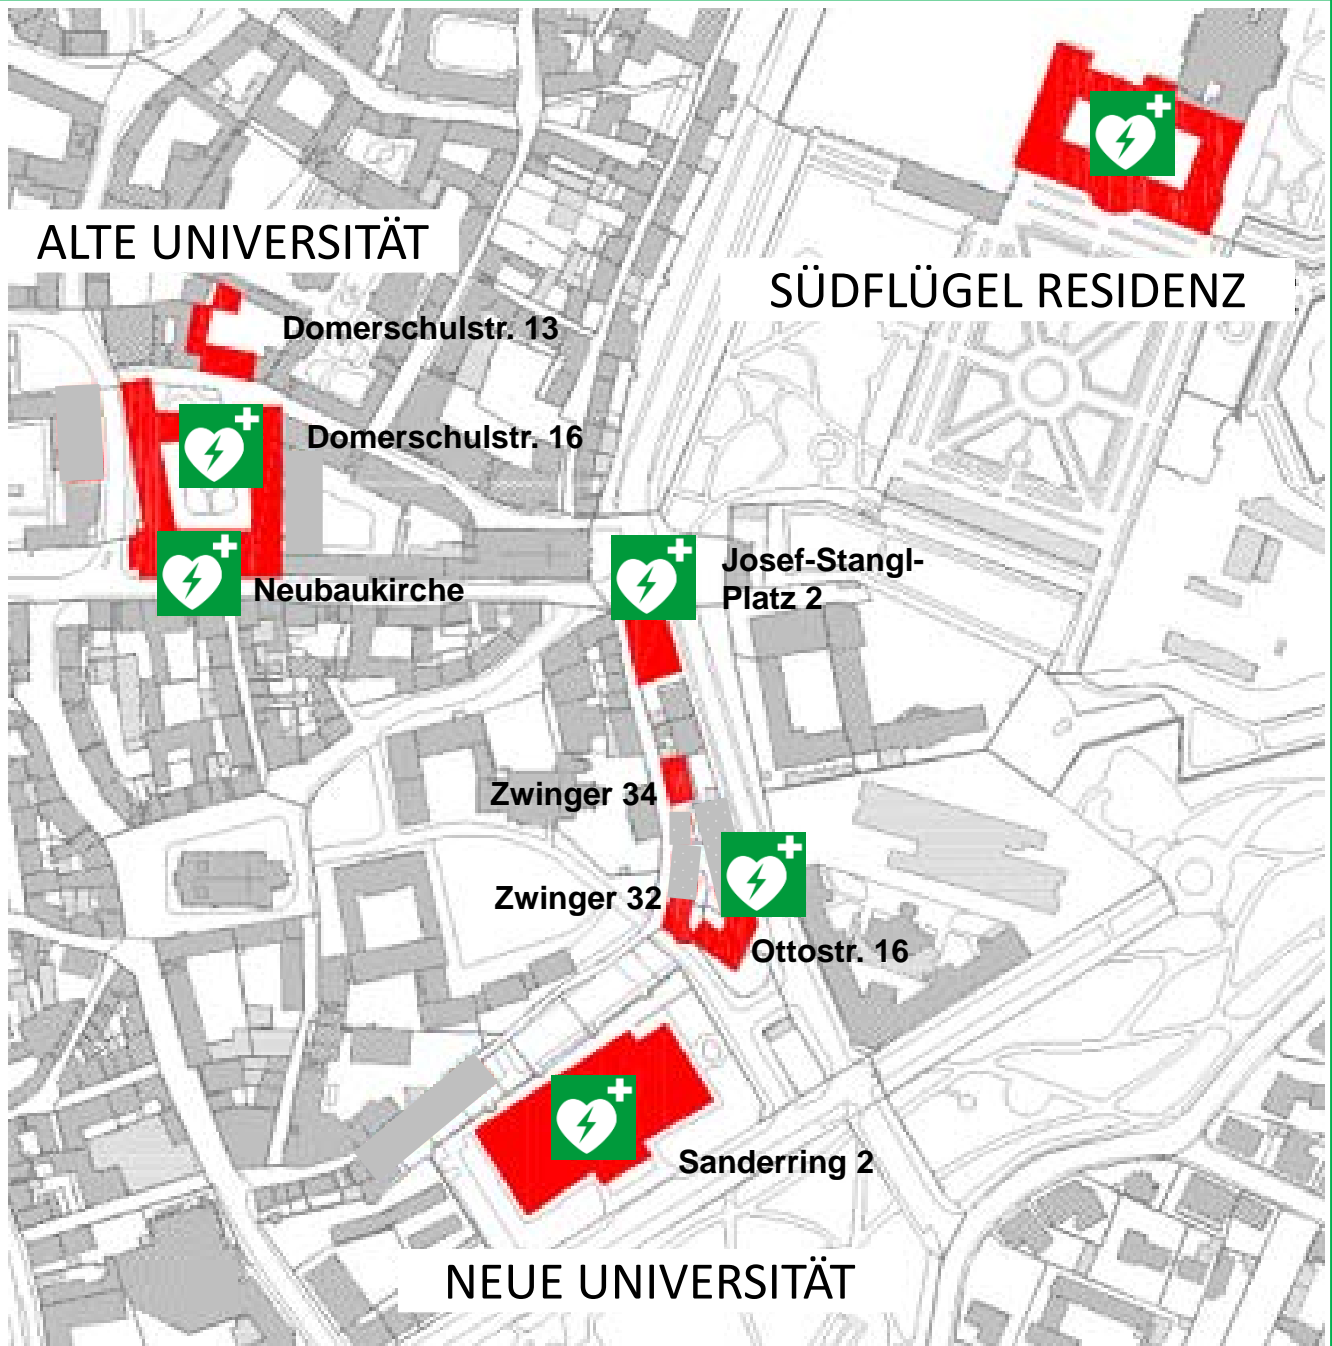 ALTE UNIVERSITÄT
SÜDFLÜGEL RESIDENZ
Domerschulstr. 13
Domerschulstr. 16
Neubaukirche
Josef-Stangl-
Platz 2
Zwinger 34
Zwinger 32
Ottostr. 16
Sanderring 2
NEUE UNIVERSITÄT